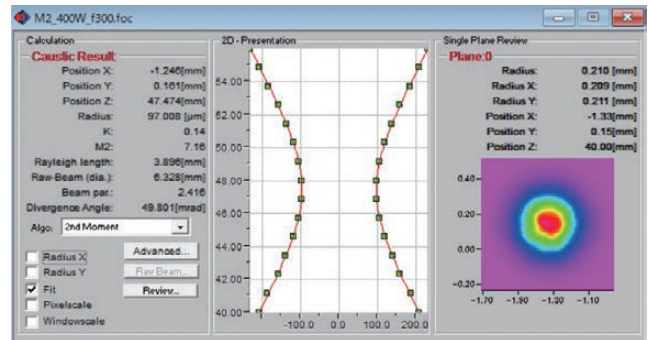 M2_400W_f300.foc
Calculation
Caustic Result:
Position X: -1.246[mm]
Position Y: 0.161[mm]
Position Z: 47.474[mm]
Radius: 97.008 [µm]
K: 0.14
M2: 7.16
Rayleigh length: 3.896[mm]
Raw-Beam (dia.): 6.328[mm]
Beam par.: 2.416
Divergence Angle: 49.801[mrad]
Algo: 2nd Moment
Radius X
Advanced...
Radius Y
Raw Beam...
Fit
Review...
Pixelscale
Windowscale
2D - Presentation
54.00
52.00
50.00
48.00
46.00
44.00
42.00
40.00
-100.0 0.0 100.0 200.0
Single Plane Review
Plane:0
Radius: 0.210 [mm]
Radius X: 0.209 [mm]
Radius Y: 0.211 [mm]
Position X: -1.33[mm]
Position Y: 0.15[mm]
Position Z: 40.00[mm]
0.40
0.20
0.00
-0.20
-1.70 -1.90 -1.20 -1.10